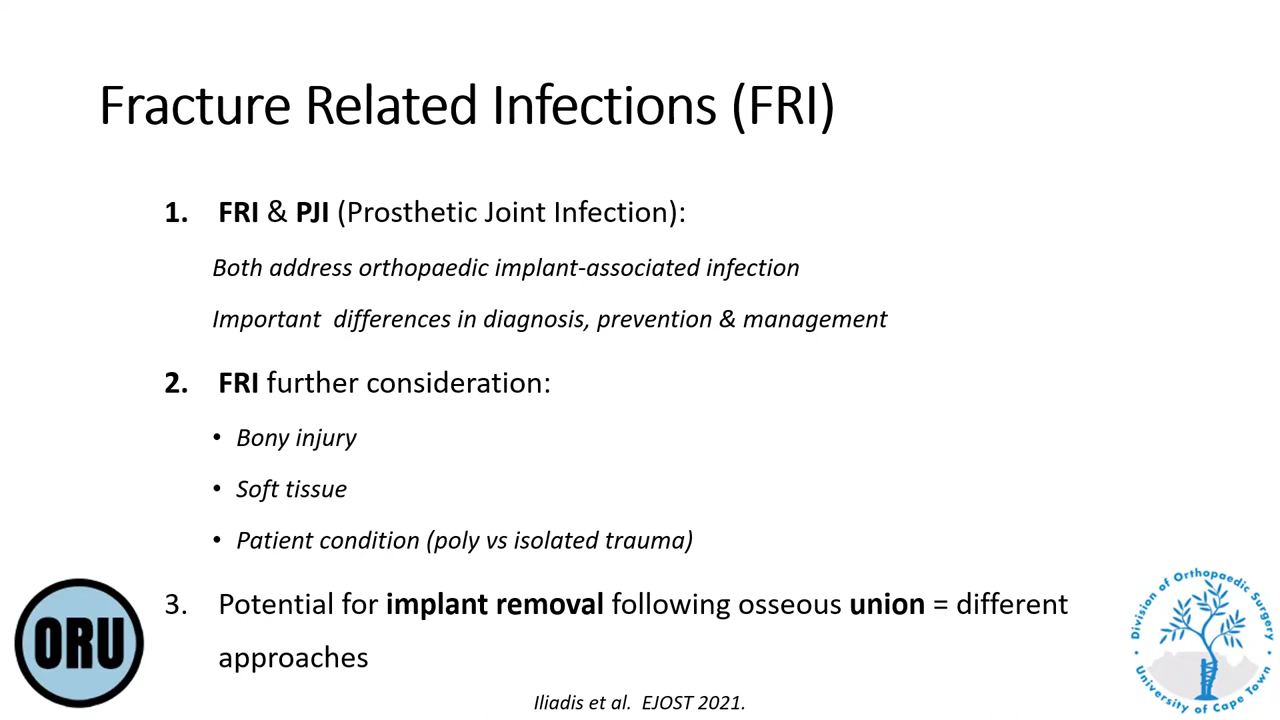 Fracture Related Infections (FRI)
1. FRI & PJI (Prosthetic Joint Infection):
Both address orthopaedic implant-associated infection
Important  differences in diagnosis, prevention & management
2. FRI further consideration:
• Bony injury
• Soft tissue
• Patient condition (poly vs isolated trauma)
3. Potential for implant removal following osseous union = different
approaches
ORU
Division of Orthopaedic Surgery
• University of Cape Town •
Iliadis et al.  EJOST 2021.